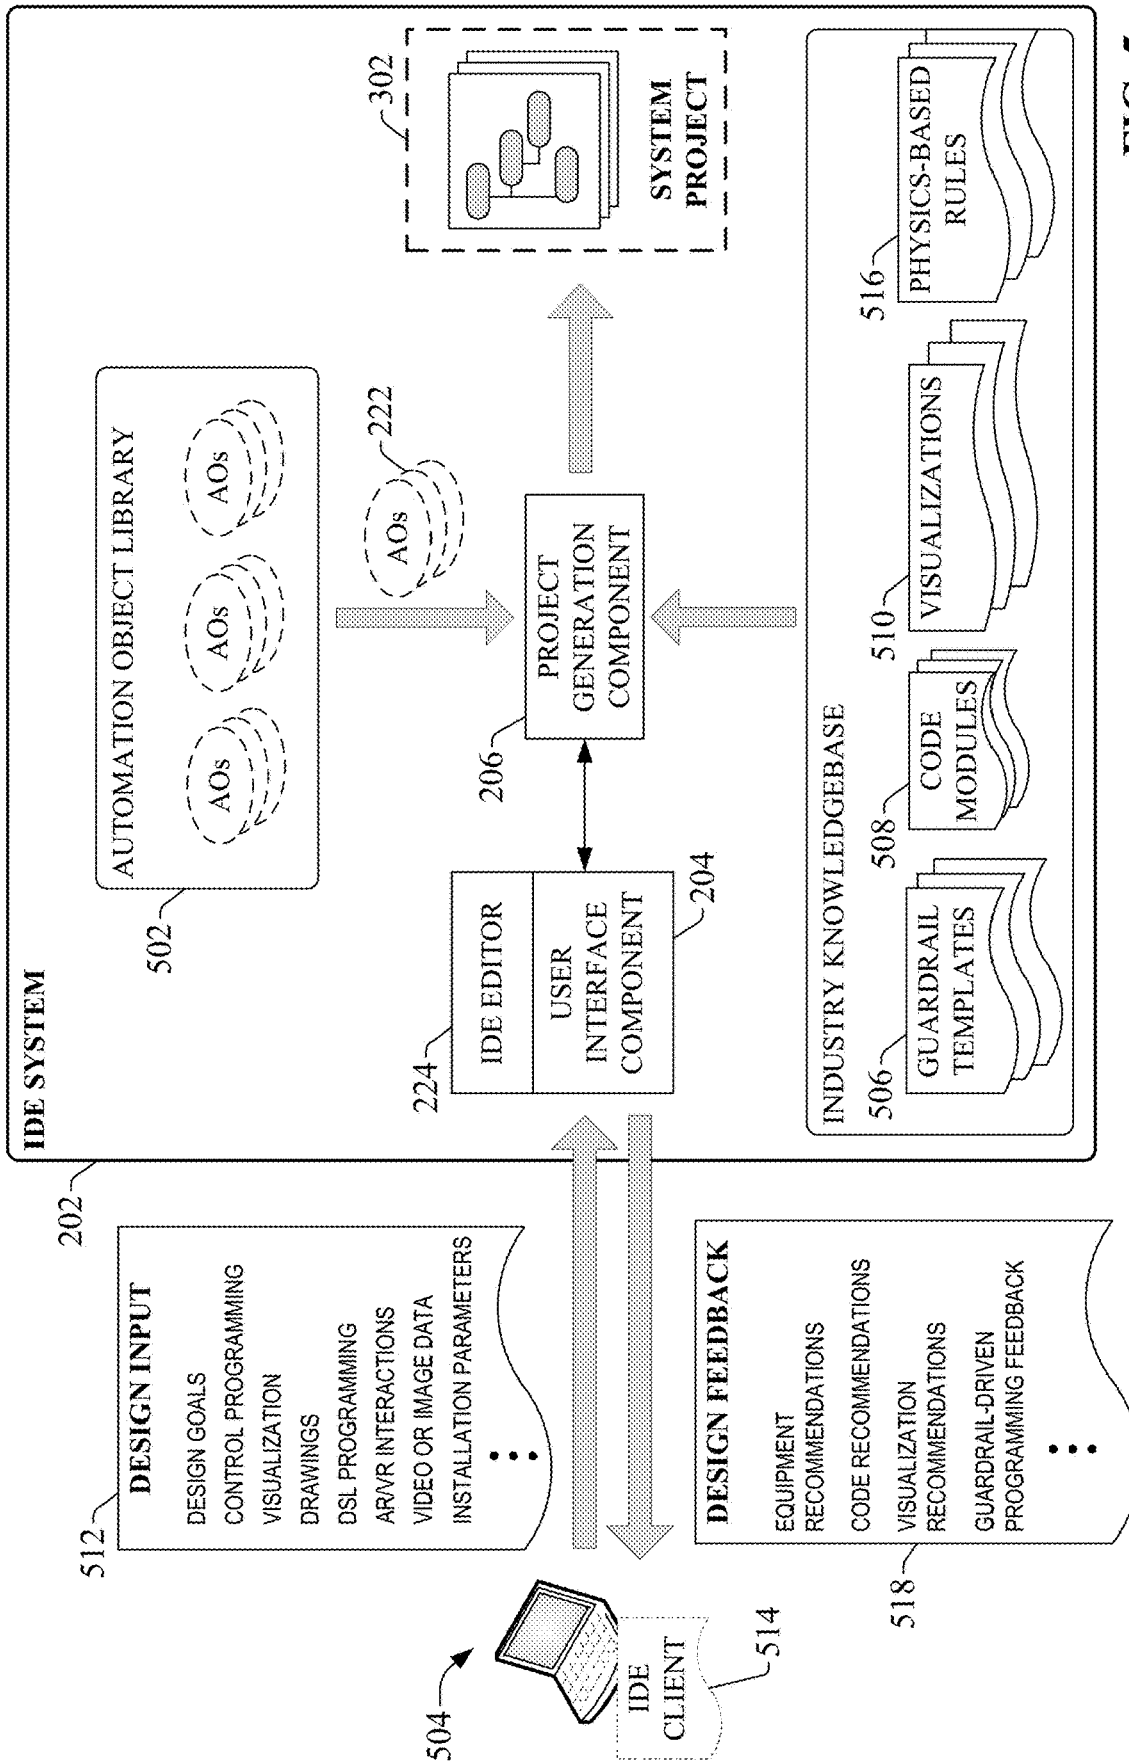 IDE SYSTEM
202
AUTOMATION OBJECT LIBRARY
AOs
AOs
AOs
502
AOs
222
302
SYSTEM
PROJECT
224
IDE EDITOR
USER
INTERFACE
COMPONENT
204
206
PROJECT
GENERATION
COMPONENT
INDUSTRY KNOWLEDGEBASE
506
GUARDRAIL
TEMPLATES
508
CODE
MODULES
510
VISUALIZATIONS
516
PHYSICS-BASED
RULES
512
DESIGN INPUT
DESIGN GOALS
CONTROL PROGRAMMING
VISUALIZATION
DRAWINGS
DSL PROGRAMMING
AR/VR INTERACTIONS
VIDEO OR IMAGE DATA
INSTALLATION PARAMETERS
504
IDE
CLIENT
514
DESIGN FEEDBACK
EQUIPMENT
RECOMMENDATIONS
CODE RECOMMENDATIONS
VISUALIZATION
RECOMMENDATIONS
GUARDRAIL-DRIVEN
PROGRAMMING FEEDBACK
518